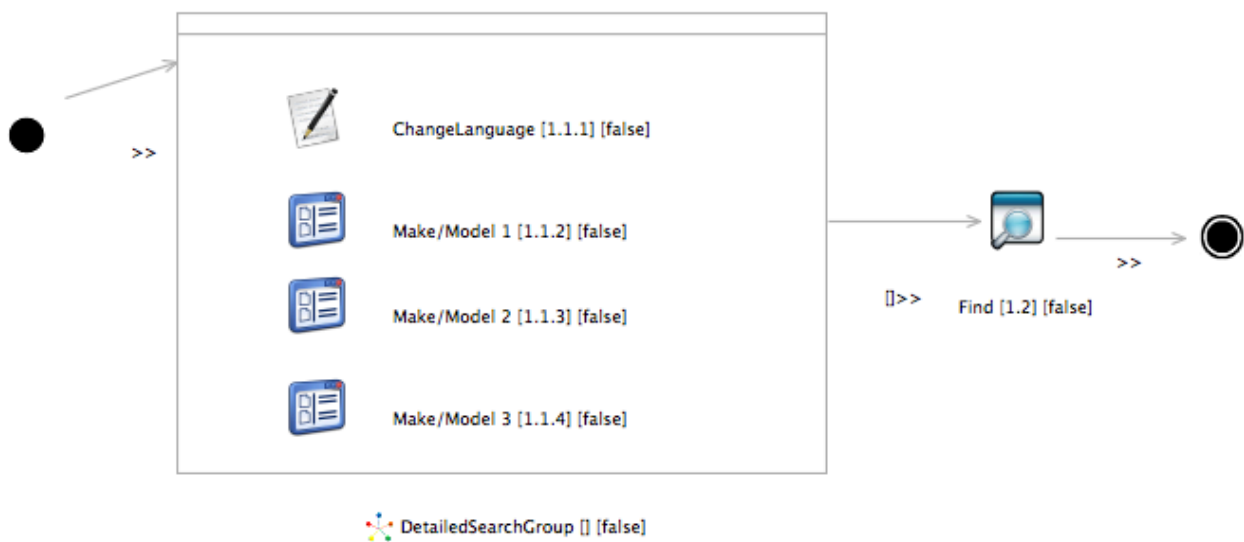 >>
ChangeLanguage [1.1.1] [false]
Make/Model 1 [1.1.2] [false]
Make/Model 2 [1.1.3] [false]
Make/Model 3 [1.1.4] [false]
[]>>
Find [1.2] [false]
>>
DetailedSearchGroup [] [false]